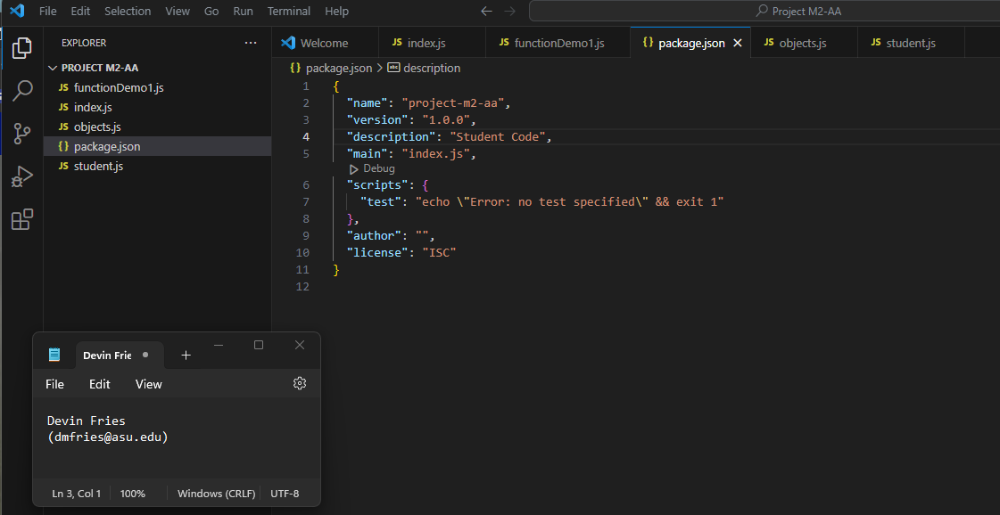 File Edit Selection View Go Run Terminal Help
Project M2-AA
EXPLORER
Welcome
JS index.js
JS functionDemo1.js
{} package.json
JS objects.js
JS student.js
PROJECT M2-AA
JS functionDemo1.js
JS index.js
JS objects.js
{} package.json
JS student.js
{} package.json > abc description
1 {
2 "name": "project-m2-aa",
3 "version": "1.0.0",
4 "description": "Student Code",
5 "main": "index.js",
Debug
6 "scripts": {
7 "test": "echo \"Error: no test specified\" && exit 1"
8 },
9 "author": "",
10 "license": "ISC"
11 }
12
Devin Frie
File Edit View
Devin Fries
(dmfries@asu.edu)
Ln 3, Col 1 100% Windows (CRLF) UTF-8